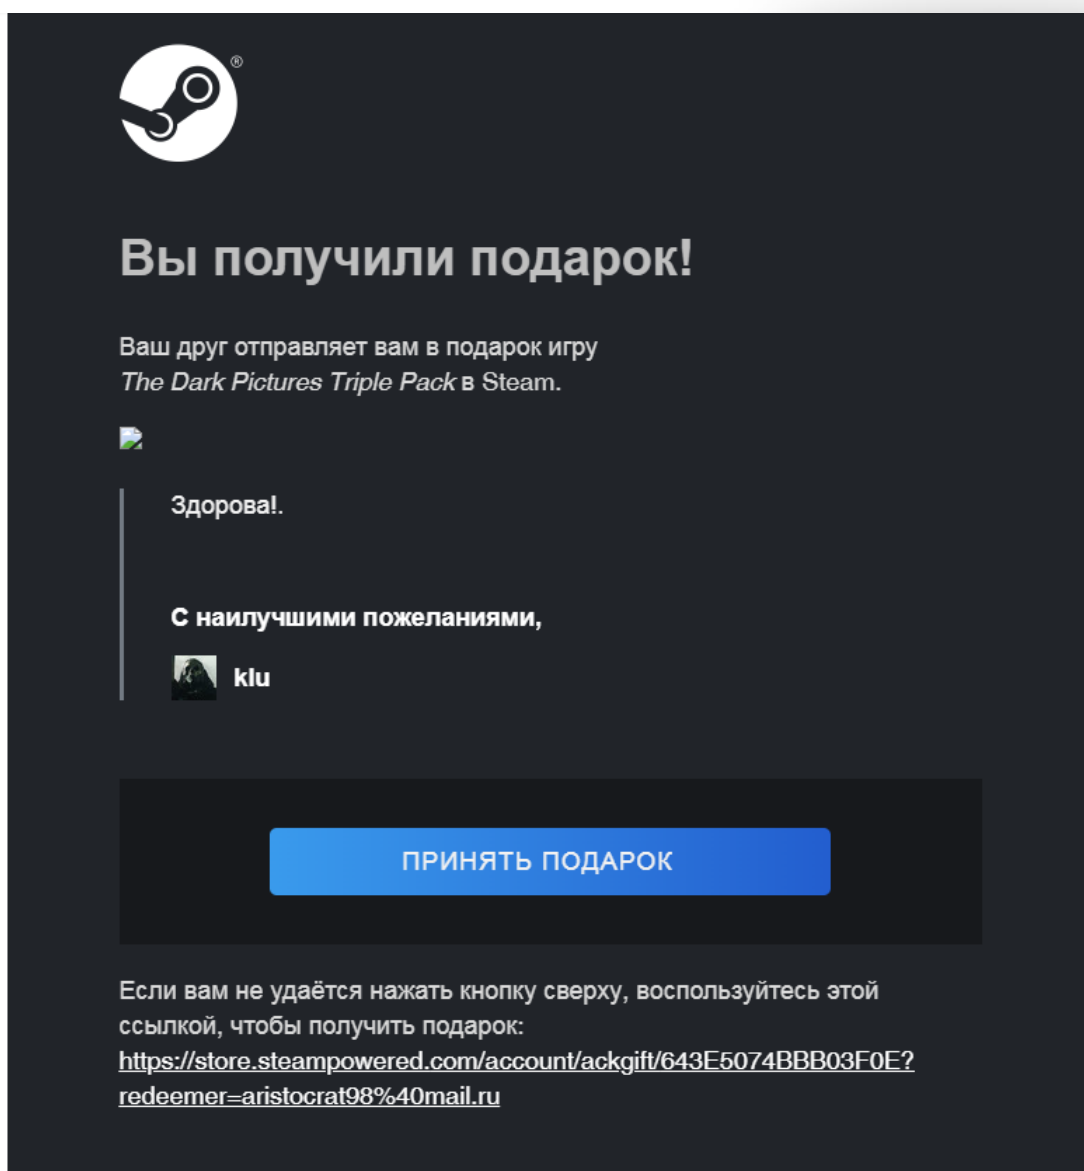 ®
Вы получили подарок!
Ваш друг отправляет вам в подарок игру
The Dark Pictures Triple Pack в Steam.
Здорова!.
С наилучшими пожеланиями,
klu
ПРИНЯТЬ ПОДАРОК
Если вам не удаётся нажать кнопку сверху, воспользуйтесь этой
ссылкой, чтобы получить подарок:
https://store.steampowered.com/account/ackgift/643E5074BBB03F0E?
redeemer=aristocrat98%40mail.ru